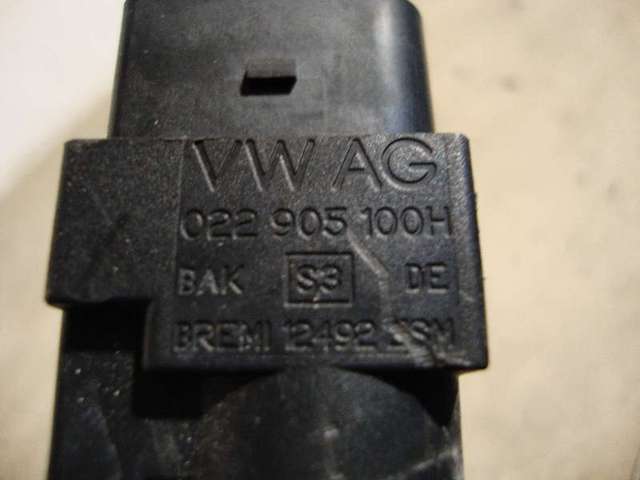 VW AG
022 905 100H
BAK S3 DE
BREMI 12492